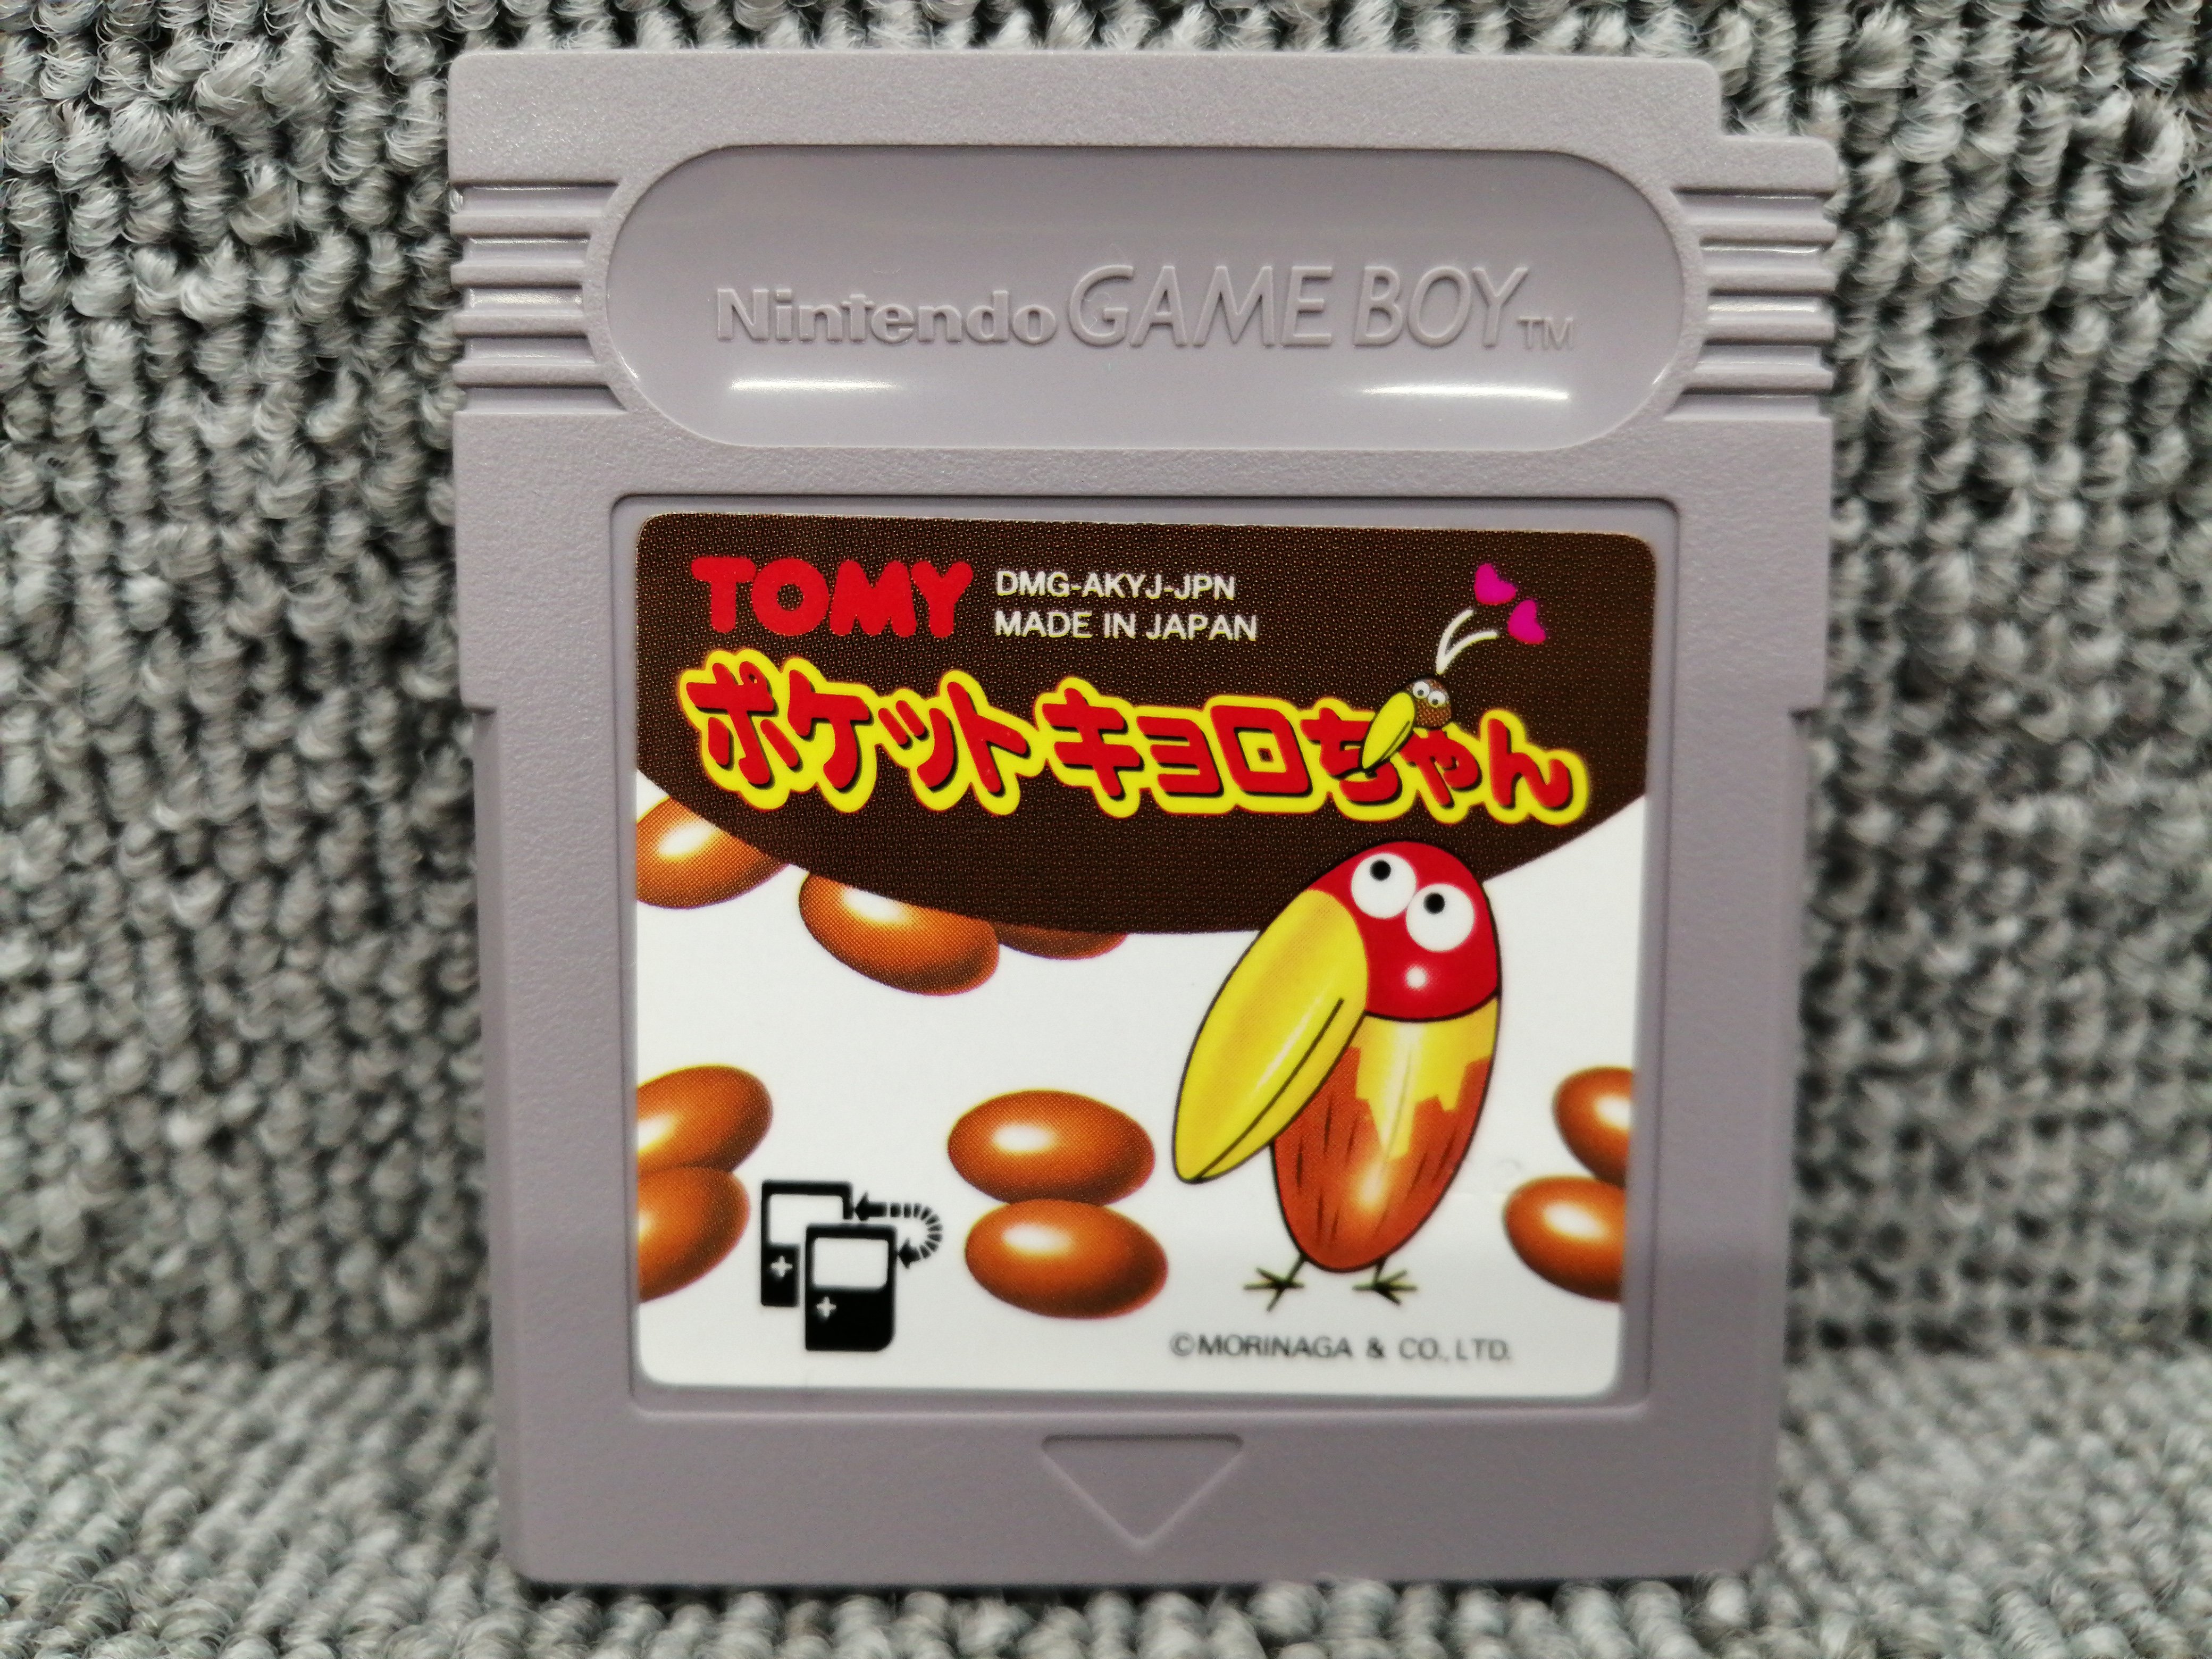 Nintendo GAME BOY TM
TOMY
DMG-AKYJ-JPN
MADE IN JAPAN
ポケットキョロちゃん
©MORINAGA & CO., LTD.